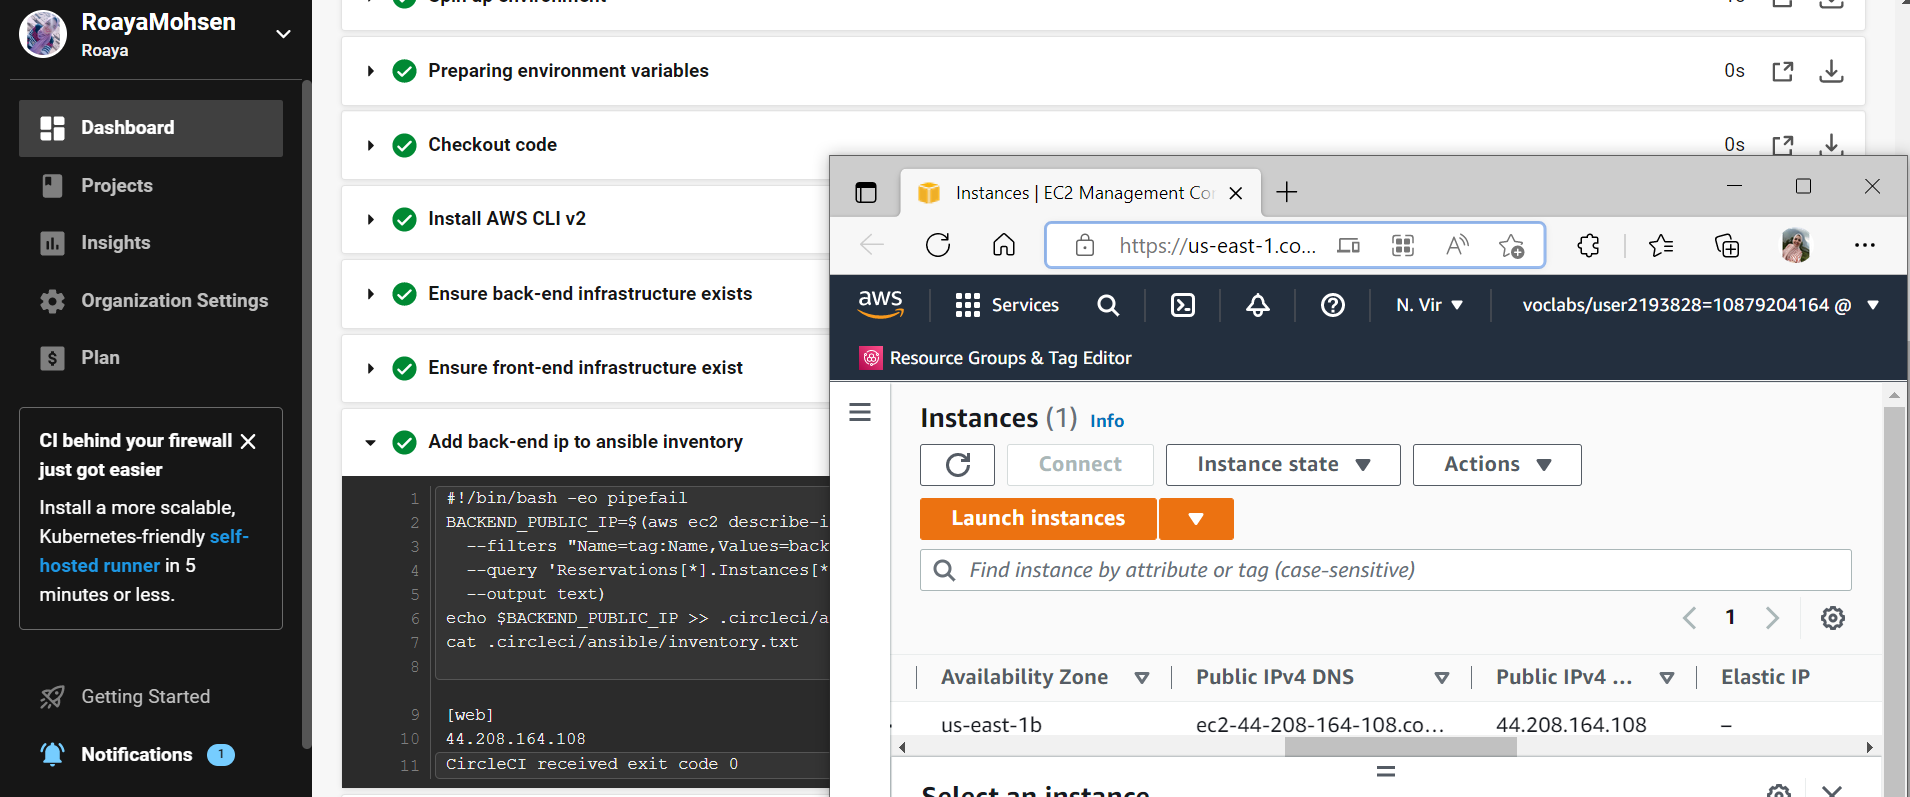 RoayaMohsen
Roaya
Dashboard
Projects
Insights
Organization Settings
Plan
CI behind your firewall
just got easier
Install a more scalable,
Kubernetes-friendly self-
hosted runner in 5
minutes or less.
Getting Started
Notifications 1
Spin up environment
Preparing environment variables 0s
Checkout code 0s
Install AWS CLI v2
Ensure back-end infrastructure exists
Ensure front-end infrastructure exist
Add back-end ip to ansible inventory
1 #!/bin/bash -eo pipefail
2 BACKEND_PUBLIC_IP=$(aws ec2 describe-i
3 --filters "Name=tag:Name,Values=back
4 --query 'Reservations[*].Instances[*
5 --output text)
6 echo $BACKEND_PUBLIC_IP >> .circleci/a
7 cat .circleci/ansible/inventory.txt
8
9 [web]
10 44.208.164.108
11 CircleCI received exit code 0
Instances | EC2 Management Co
https://us-east-1.co...
aws Services N. Vir voclabs/user2193828=10879204164 @
Resource Groups & Tag Editor
Instances (1) Info
Connect Instance state Actions
Launch instances
Find instance by attribute or tag (case-sensitive)
1
Availability Zone Public IPv4 DNS Public IPv4 ... Elastic IP
us-east-1b ec2-44-208-164-108.co... 44.208.164.108 –
Select an instance